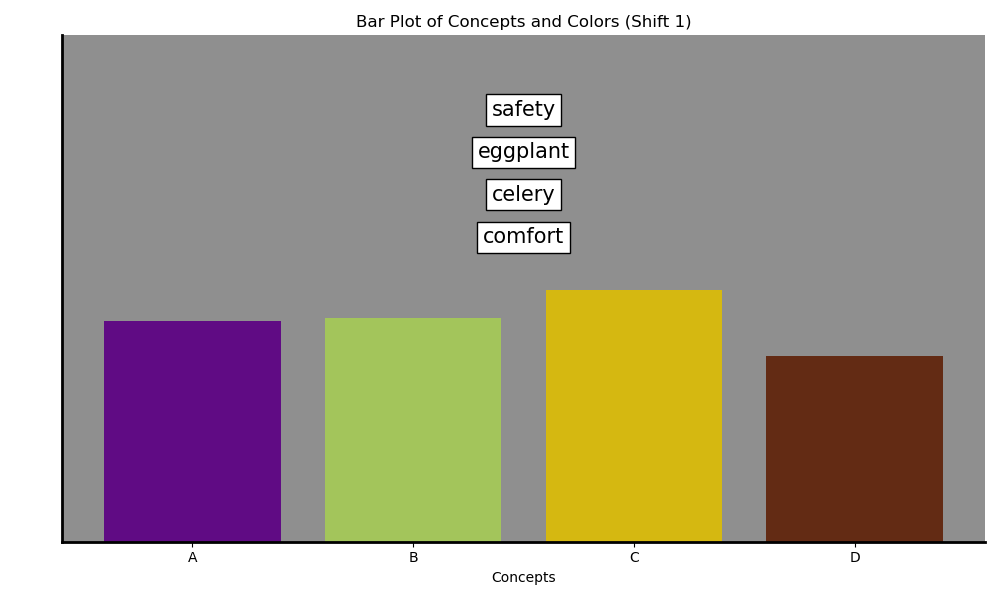 Bar Plot of Concepts and Colors (Shift 1)
safety
eggplant
celery
comfort
A B C D
Concepts